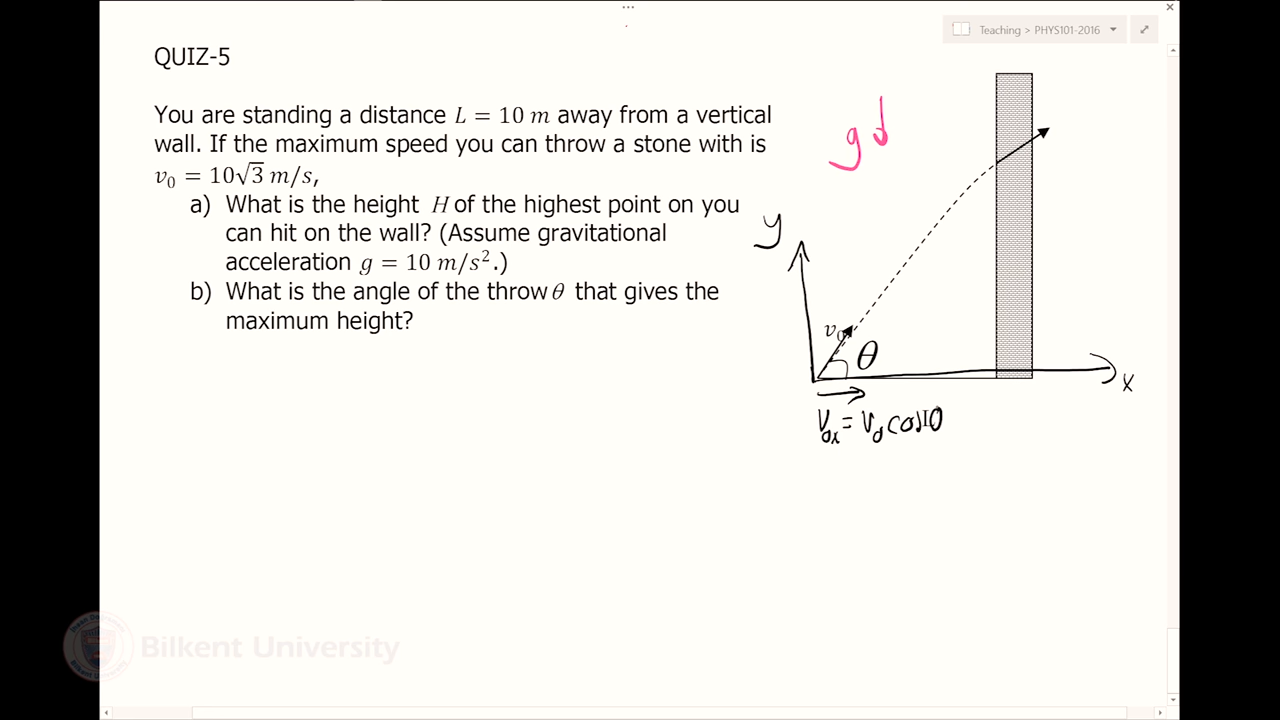 Teaching > PHYS101-2016
QUIZ-5
You are standing a distance L = 10 m away from a vertical
wall. If the maximum speed you can throw a stone with is
v₀ = 10√3 m/s,
a) What is the height H of the highest point on you
can hit on the wall? (Assume gravitational
acceleration g = 10 m/s².)
b) What is the angle of the throw θ that gives the
maximum height?
g
y
v₀
θ
x
V₀ₓ = V₀ cosθ
Bilkent University